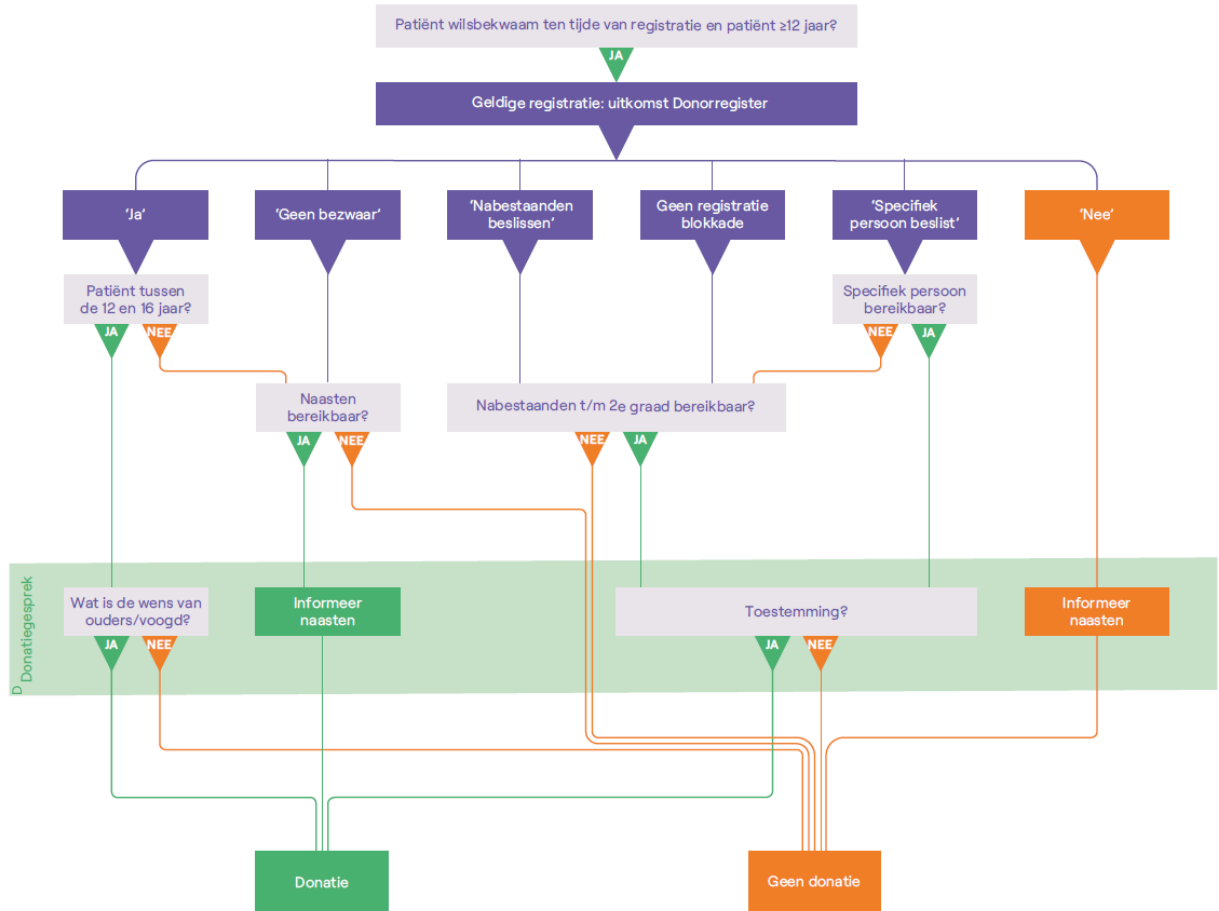 Patiënt wilsbekwaam ten tijde van registratie en patiënt ≥12 jaar?
JA
Geldige registratie: uitkomst Donorregister
'Ja'
'Geen bezwaar'
'Nabestaanden
beslissen'
Geen registratie
blokkade
'Specifiek
persoon beslist'
'Nee'
Patiënt tussen
de 12 en 16 jaar?
JA
NEE
Specifiek persoon
bereikbaar?
NEE
JA
Naasten
bereikbaar?
JA
NEE
Nabestaanden t/m 2e graad bereikbaar?
NEE
JA
D
Donatiegesprek
Wat is de wens van
ouders/voogd?
JA
NEE
Informeer
naasten
Toestemming?
JA
NEE
Informeer
naasten
Donatie
Geen donatie